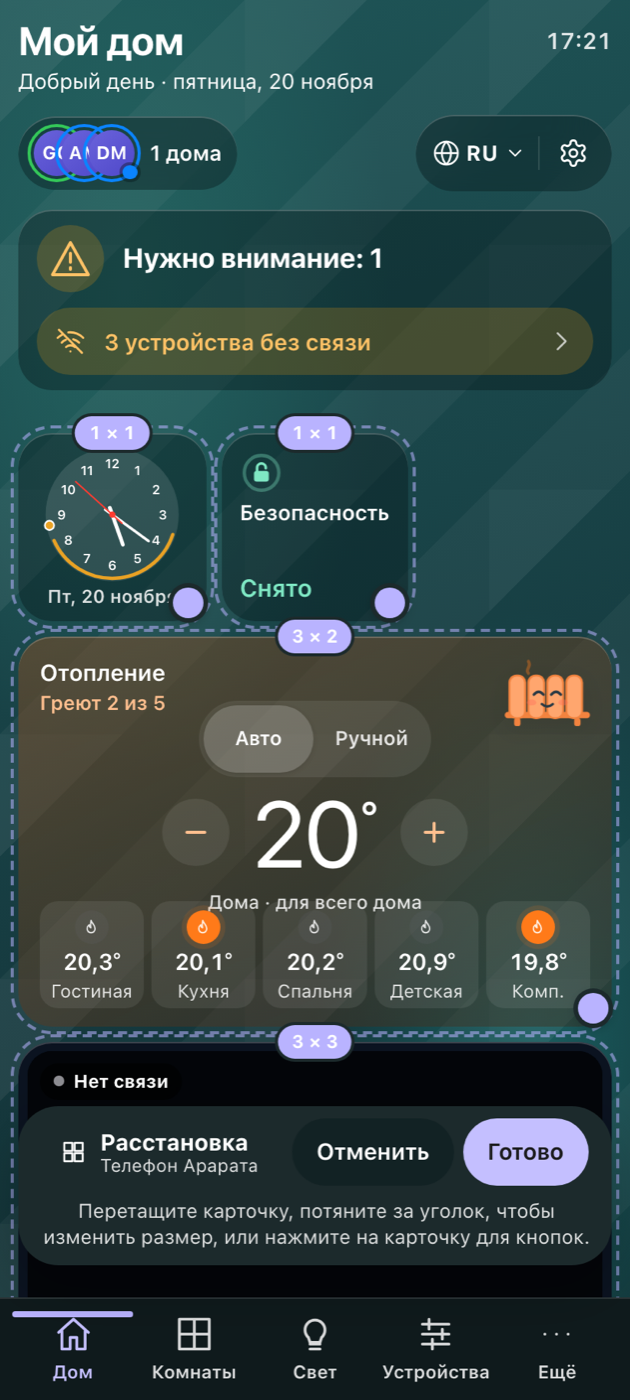 Мой дом
17:21
Добрый день · пятница, 20 ноября
DM
1 дома
RU
Нужно внимание: 1
3 устройства без связи
1 × 1
1 × 1
12
11
1
10
2
9
3
8
4
7
5
6
Пт, 20 ноября
Безопасность
Снято
3 × 2
Отопление
Греют 2 из 5
Авто
Ручной
− 20° +
Дома · для всего дома
20,3° 20,1° 20,2° 20,9° 19,8°
Гостиная Кухня Спальня Детская Комп.
3 × 3
Нет связи
Расстановка
Телефон Арарата
Отменить
Готово
Перетащите карточку, потяните за уголок, чтобы
изменить размер, или нажмите на карточку для кнопок.
Дом Комнаты Свет Устройства Ещё